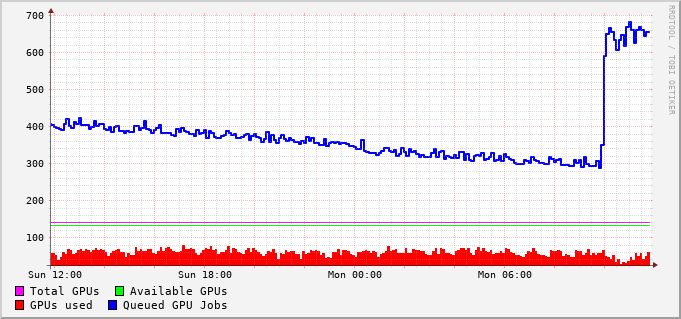 700
600
500
400
300
200
100
Sun 12:00 Sun 18:00 Mon 00:00 Mon 06:00
Total GPUs Available GPUs
GPUs used Queued GPU Jobs
RRDTOOL / TOBI OETIKER